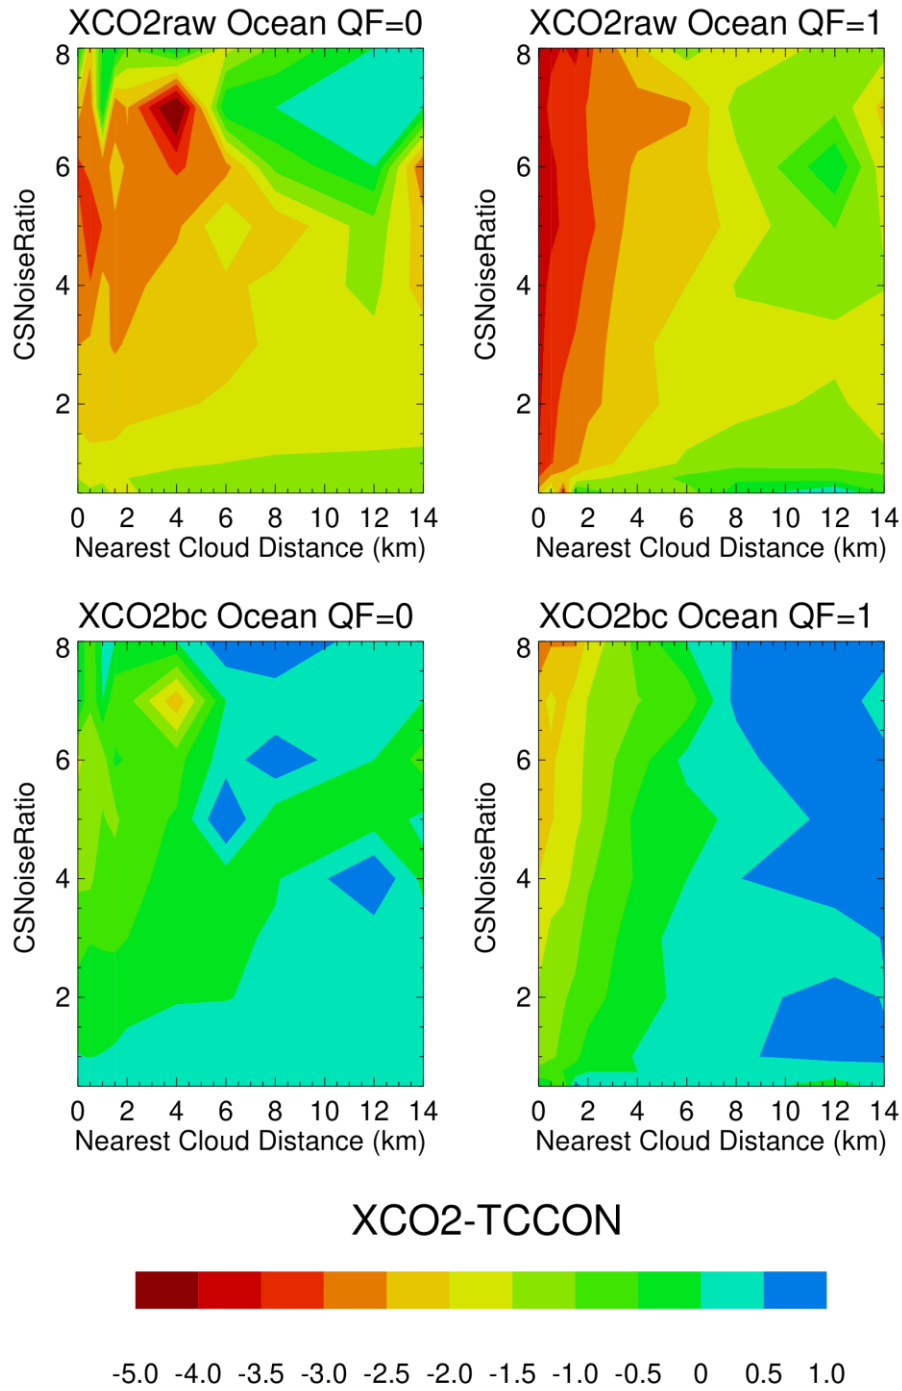 XCO2raw Ocean QF=0
XCO2raw Ocean QF=1
8
6
4
2
CSNoiseRatio
0 2 4 6 8 10 12 14
Nearest Cloud Distance (km)
8
6
4
2
CSNoiseRatio
0 2 4 6 8 10 12 14
Nearest Cloud Distance (km)
XCO2bc Ocean QF=0
XCO2bc Ocean QF=1
8
6
4
2
CSNoiseRatio
0 2 4 6 8 10 12 14
Nearest Cloud Distance (km)
8
6
4
2
CSNoiseRatio
0 2 4 6 8 10 12 14
Nearest Cloud Distance (km)
XCO2-TCCON
-5.0 -4.0 -3.5 -3.0 -2.5 -2.0 -1.5 -1.0 -0.5 0 0.5 1.0